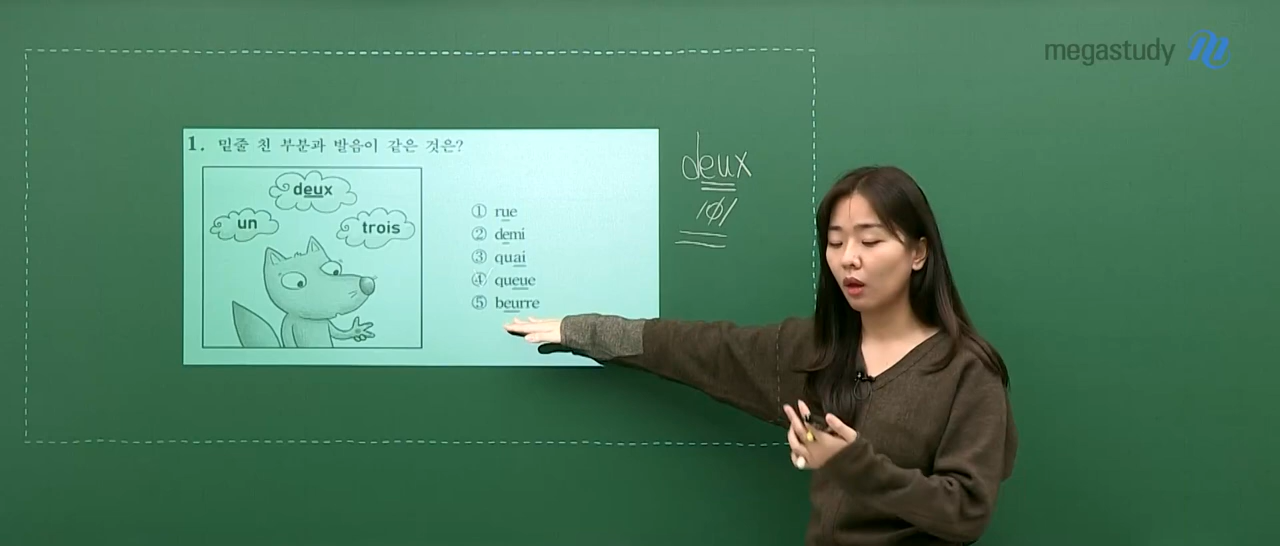 megastudy
1. 밑줄 친 부분과 발음이 같은 것은?
deux
un
trois
① rue
② demi
③ quai
④ queue
⑤ beurre
deux
/ø/